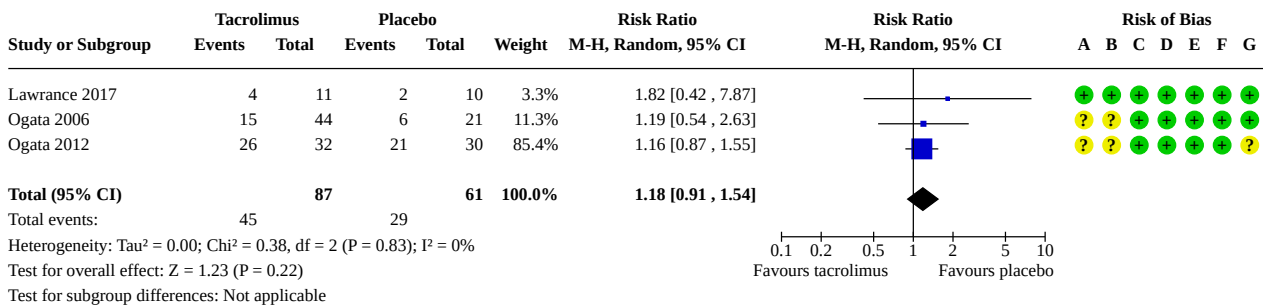 Tacrolimus Placebo Risk Ratio Risk Ratio Risk of Bias
Study or Subgroup Events Total Events Total Weight M-H, Random, 95% CI M-H, Random, 95% CI A B C D E F G
Lawrance 2017 4 11 2 10 3.3% 1.82 [0.42 , 7.87] + + + + + + +
Ogata 2006 15 44 6 21 11.3% 1.19 [0.54 , 2.63] ? ? + + + + +
Ogata 2012 26 32 21 30 85.4% 1.16 [0.87 , 1.55] ? ? + + + + ?
Total (95% CI) 87 61 100.0% 1.18 [0.91 , 1.54]
Total events: 45 29
Heterogeneity: Tau² = 0.00; Chi² = 0.38, df = 2 (P = 0.83); I² = 0%
0.1 0.2 0.5 1 2 5 10
Test for overall effect: Z = 1.23 (P = 0.22) Favours tacrolimus Favours placebo
Test for subgroup differences: Not applicable